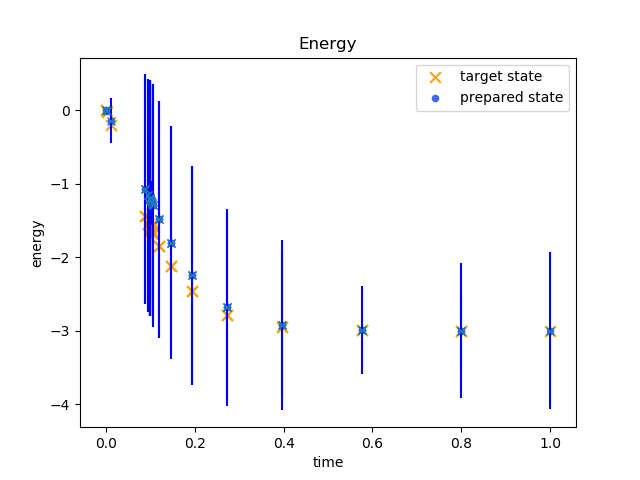 Energy
target state
prepared state
energy
0
−1
−2
−3
−4
0.0 0.2 0.4 0.6 0.8 1.0
time